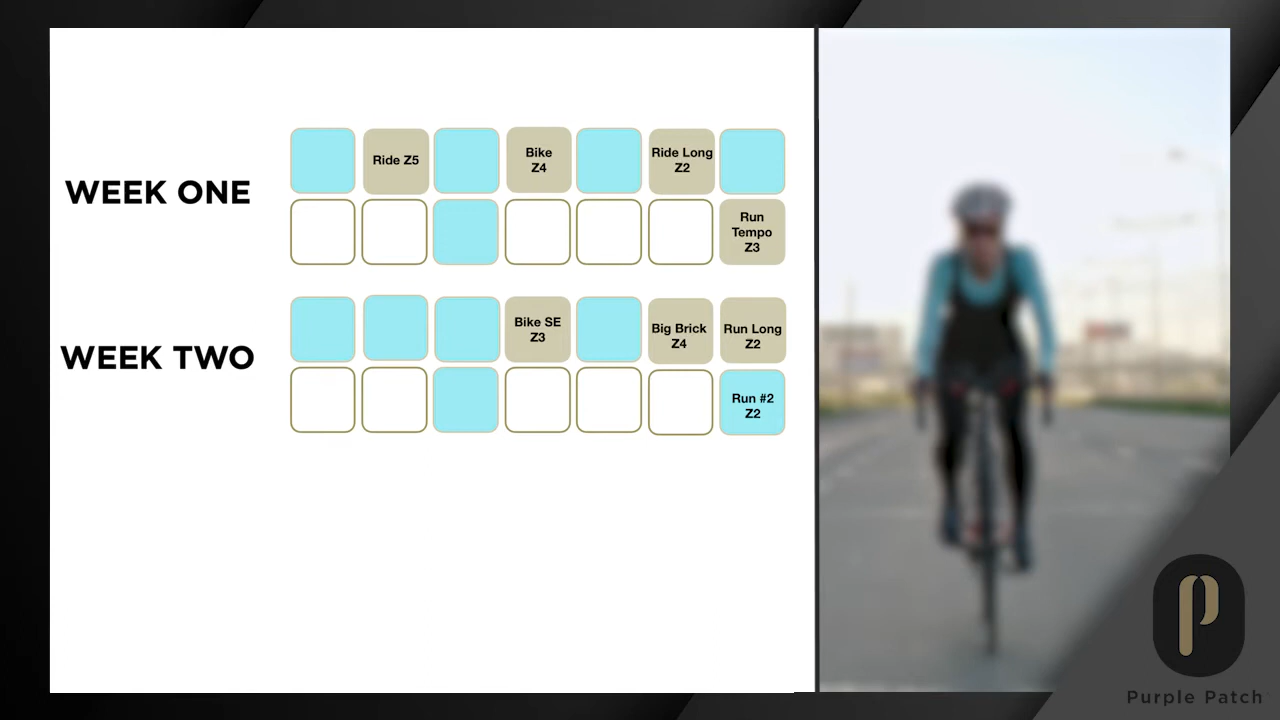 WEEK ONE
Ride Z5
Bike
Z4
Ride Long
Z2
Run
Tempo
Z3
WEEK TWO
Bike SE
Z3
Big Brick
Z4
Run Long
Z2
Run #2
Z2
Purple Patch